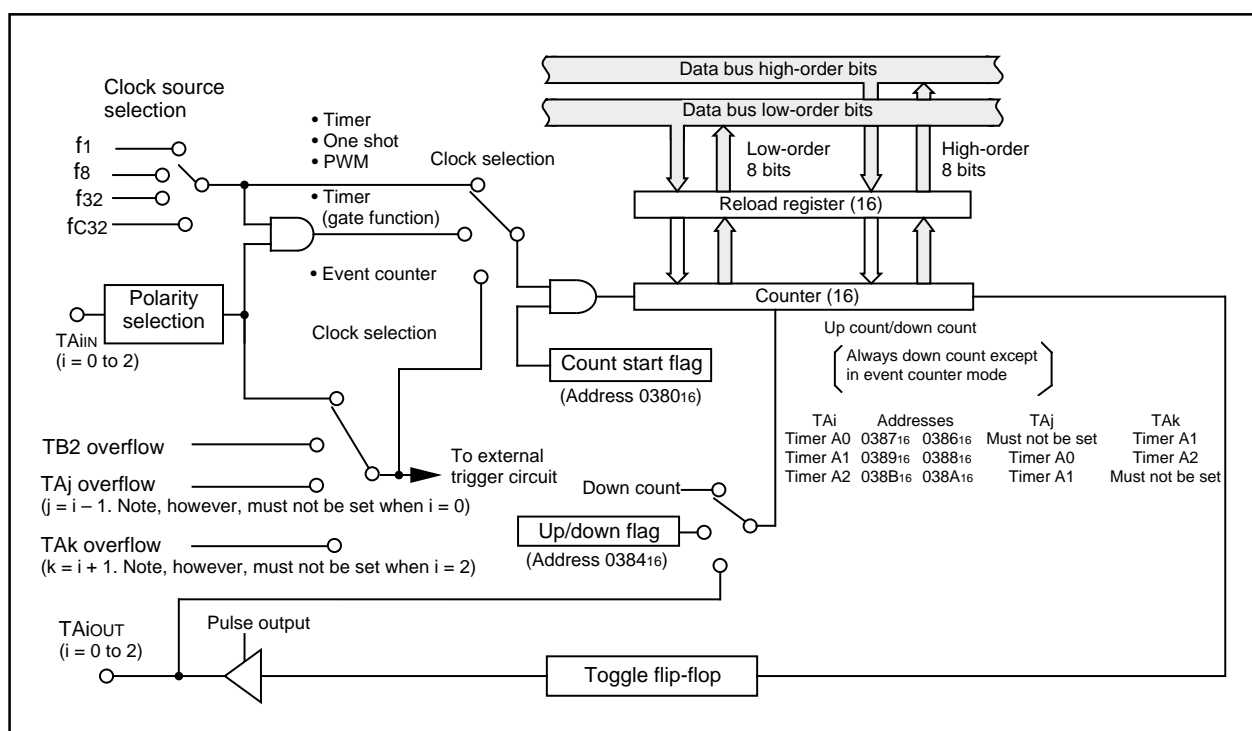 Data bus high-order bits
Data bus low-order bits
Clock source
selection
f1
f8
f32
fC32
• Timer
• One shot
• PWM
• Timer
(gate function)
• Event counter
Clock selection
Low-order
8 bits
High-order
8 bits
Reload register (16)
Counter (16)
Polarity
selection
TAiIN
(i = 0 to 2)
Clock selection
Count start flag
(Address 038016)
Up count/down count
Always down count except
in event counter mode
TAi Addresses TAj TAk
Timer A0 038716 038616 Must not be set Timer A1
Timer A1 038916 038816 Timer A0 Timer A2
Timer A2 038B16 038A16 Timer A1 Must not be set
TB2 overflow
TAj overflow
(j = i – 1. Note, however, must not be set when i = 0)
TAk overflow
(k = i + 1. Note, however, must not be set when i = 2)
To external
trigger circuit
Down count
Up/down flag
(Address 038416)
TAiOUT
(i = 0 to 2)
Pulse output
Toggle flip-flop